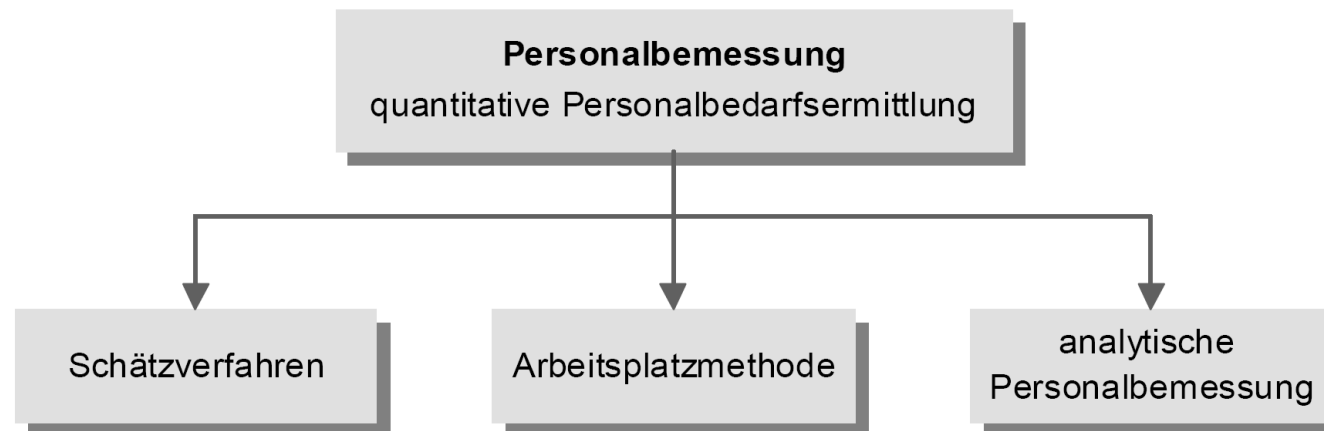 Personalbemessung
quantitative Personalbedarfsermittlung
Schätzverfahren
Arbeitsplatzmethode
analytische
Personalbemessung